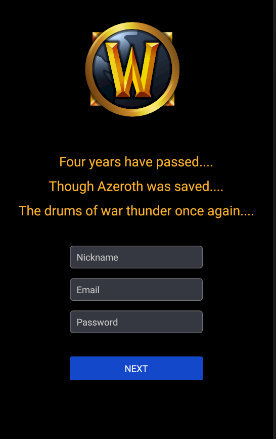 W
Four years have passed....
Though Azeroth was saved....
The drums of war thunder once again....
Nickname
Email
Password
NEXT